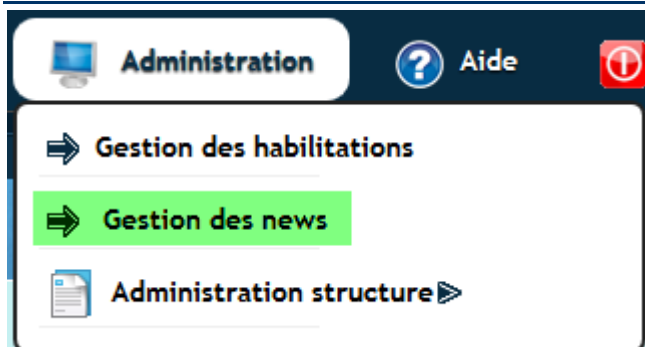 Administration Aide
Gestion des habilitations
Gestion des news
Administration structure